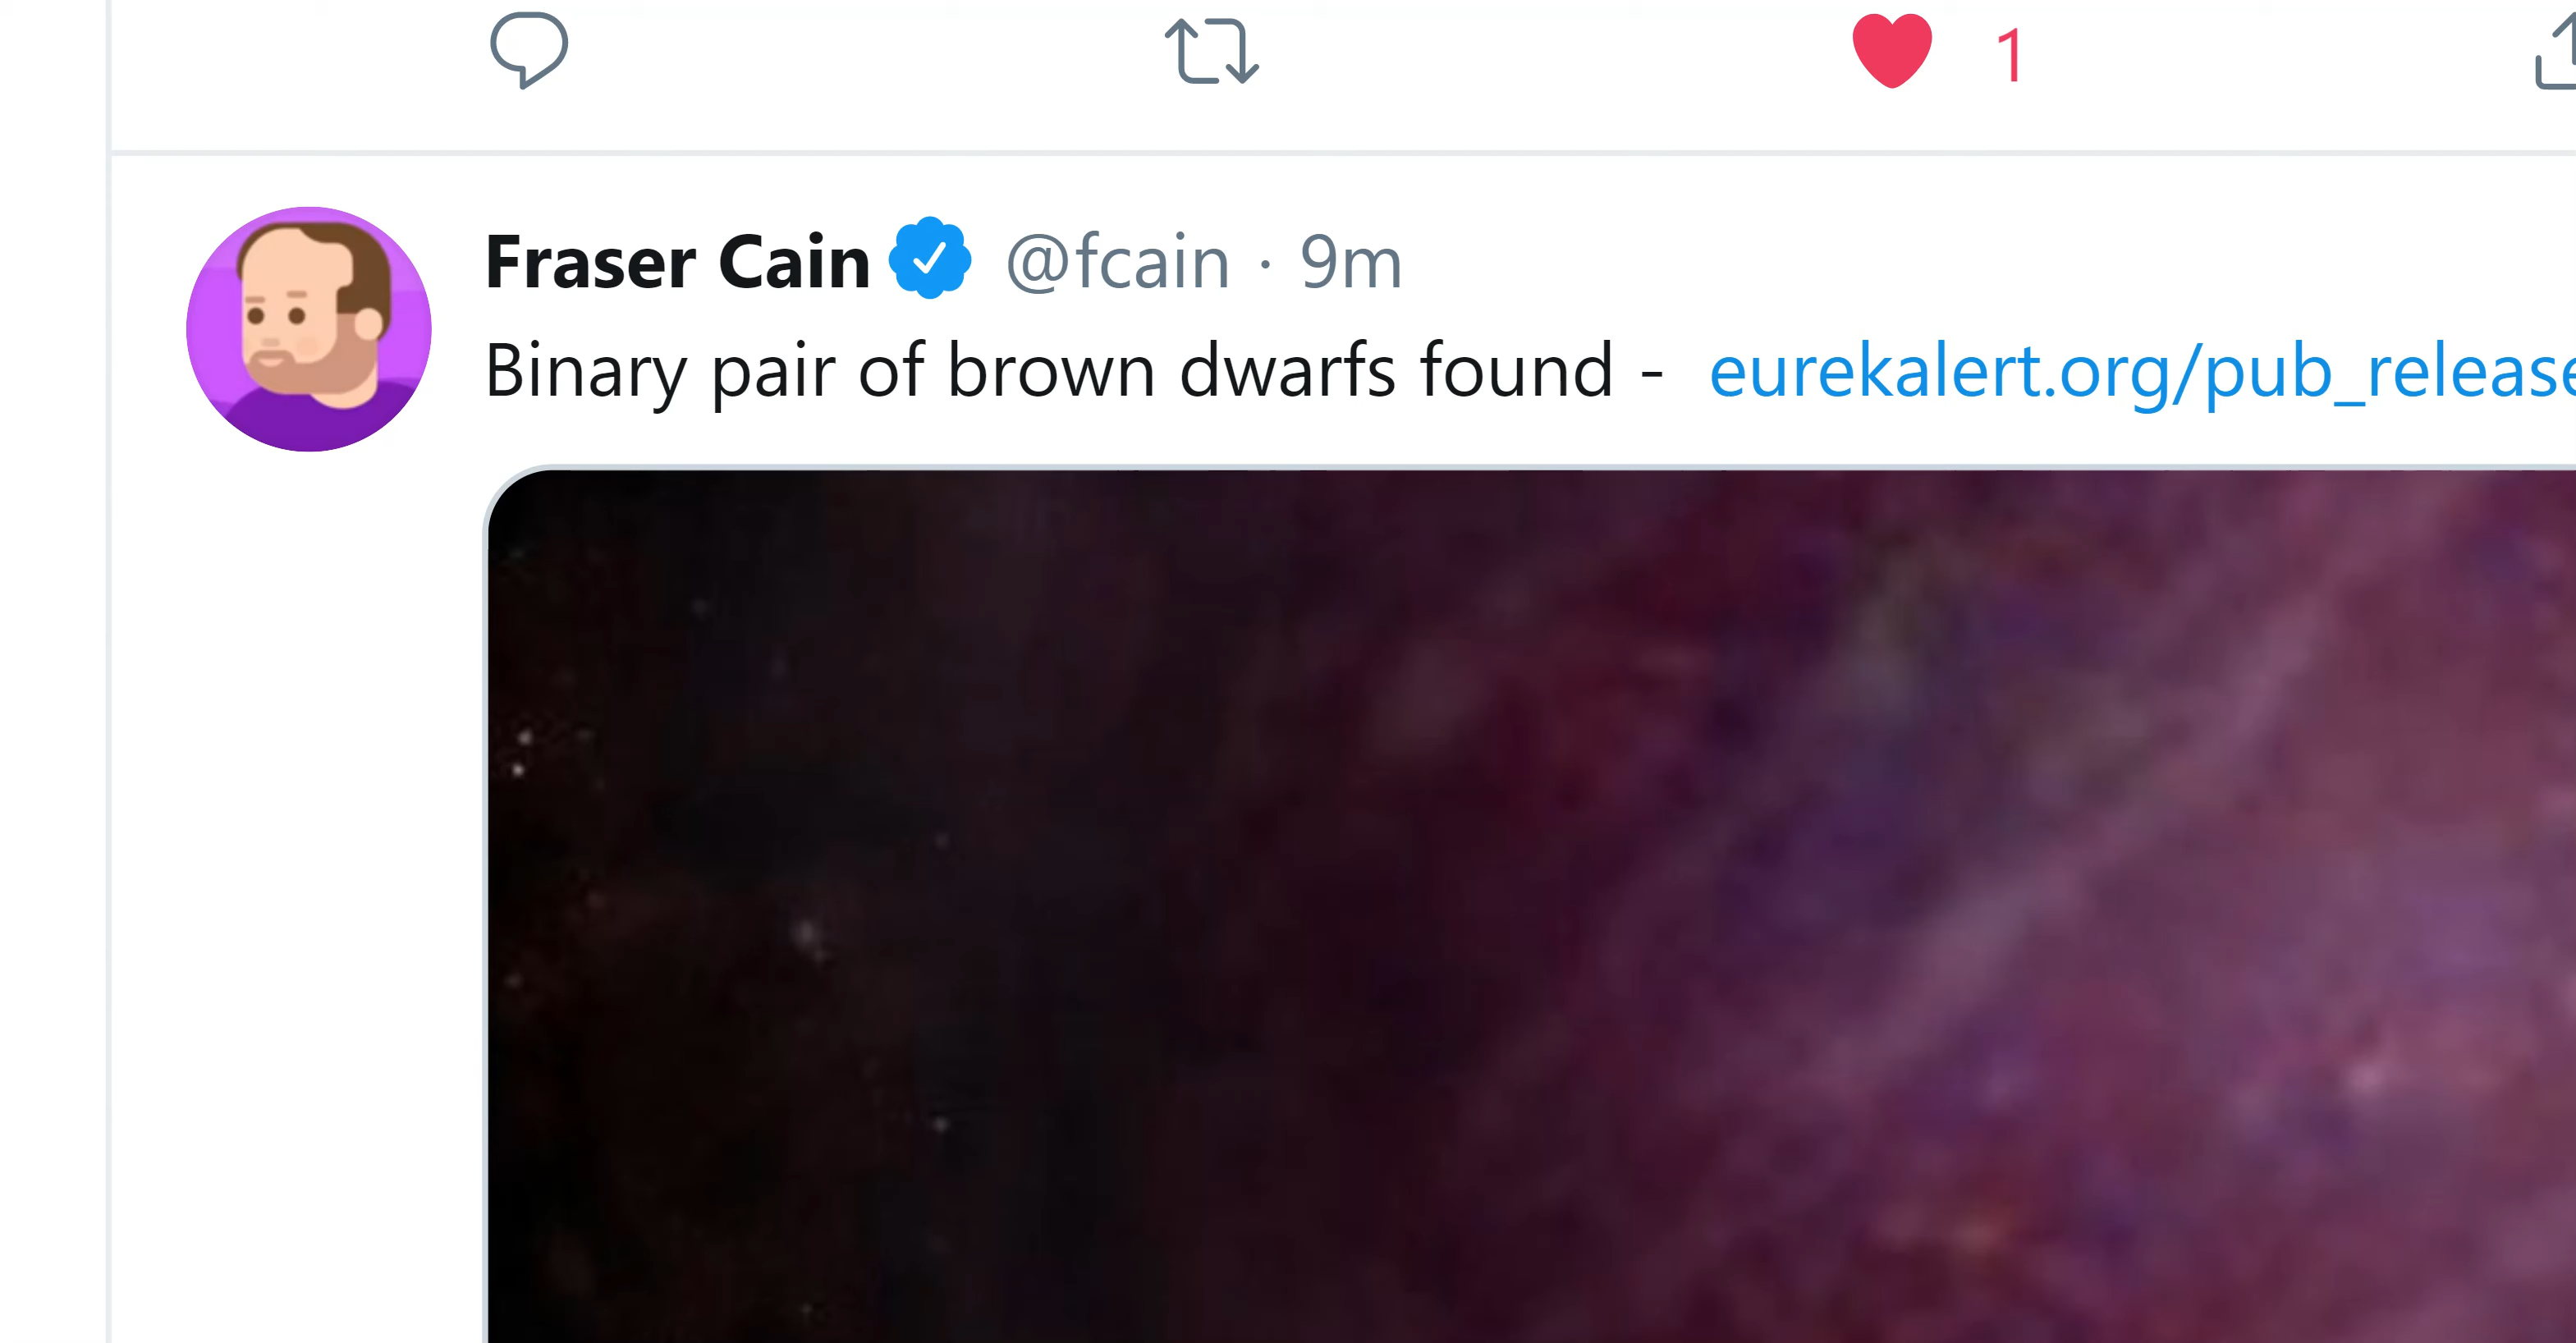 1
Fraser Cain @fcain · 9m
Binary pair of brown dwarfs found - eurekalert.org/pub_release